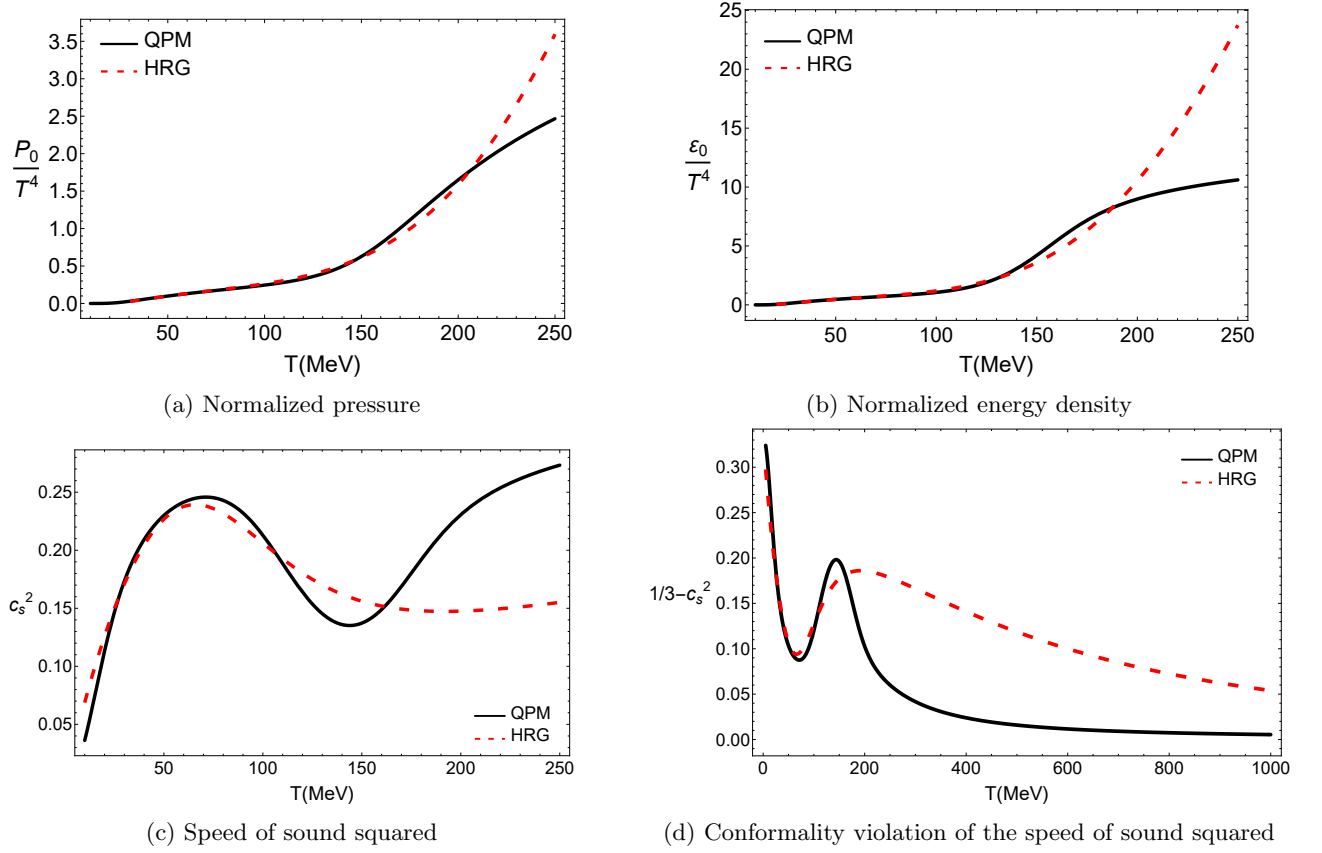 QPM
HRG
P₀
T⁴
3.5
3.0
2.5
2.0
1.5
1.0
0.5
0.0
50 100 150 200 250
T(MeV)
(a) Normalized pressure
QPM
HRG
ε₀
T⁴
25
20
15
10
5
0
50 100 150 200 250
T(MeV)
(b) Normalized energy density
cₛ²
0.25
0.20
0.15
0.10
0.05
QPM
HRG
50 100 150 200 250
T(MeV)
(c) Speed of sound squared
1/3−cₛ²
0.30
0.25
0.20
0.15
0.10
0.05
0.00
QPM
HRG
0 200 400 600 800 1000
T(MeV)
(d) Conformality violation of the speed of sound squared